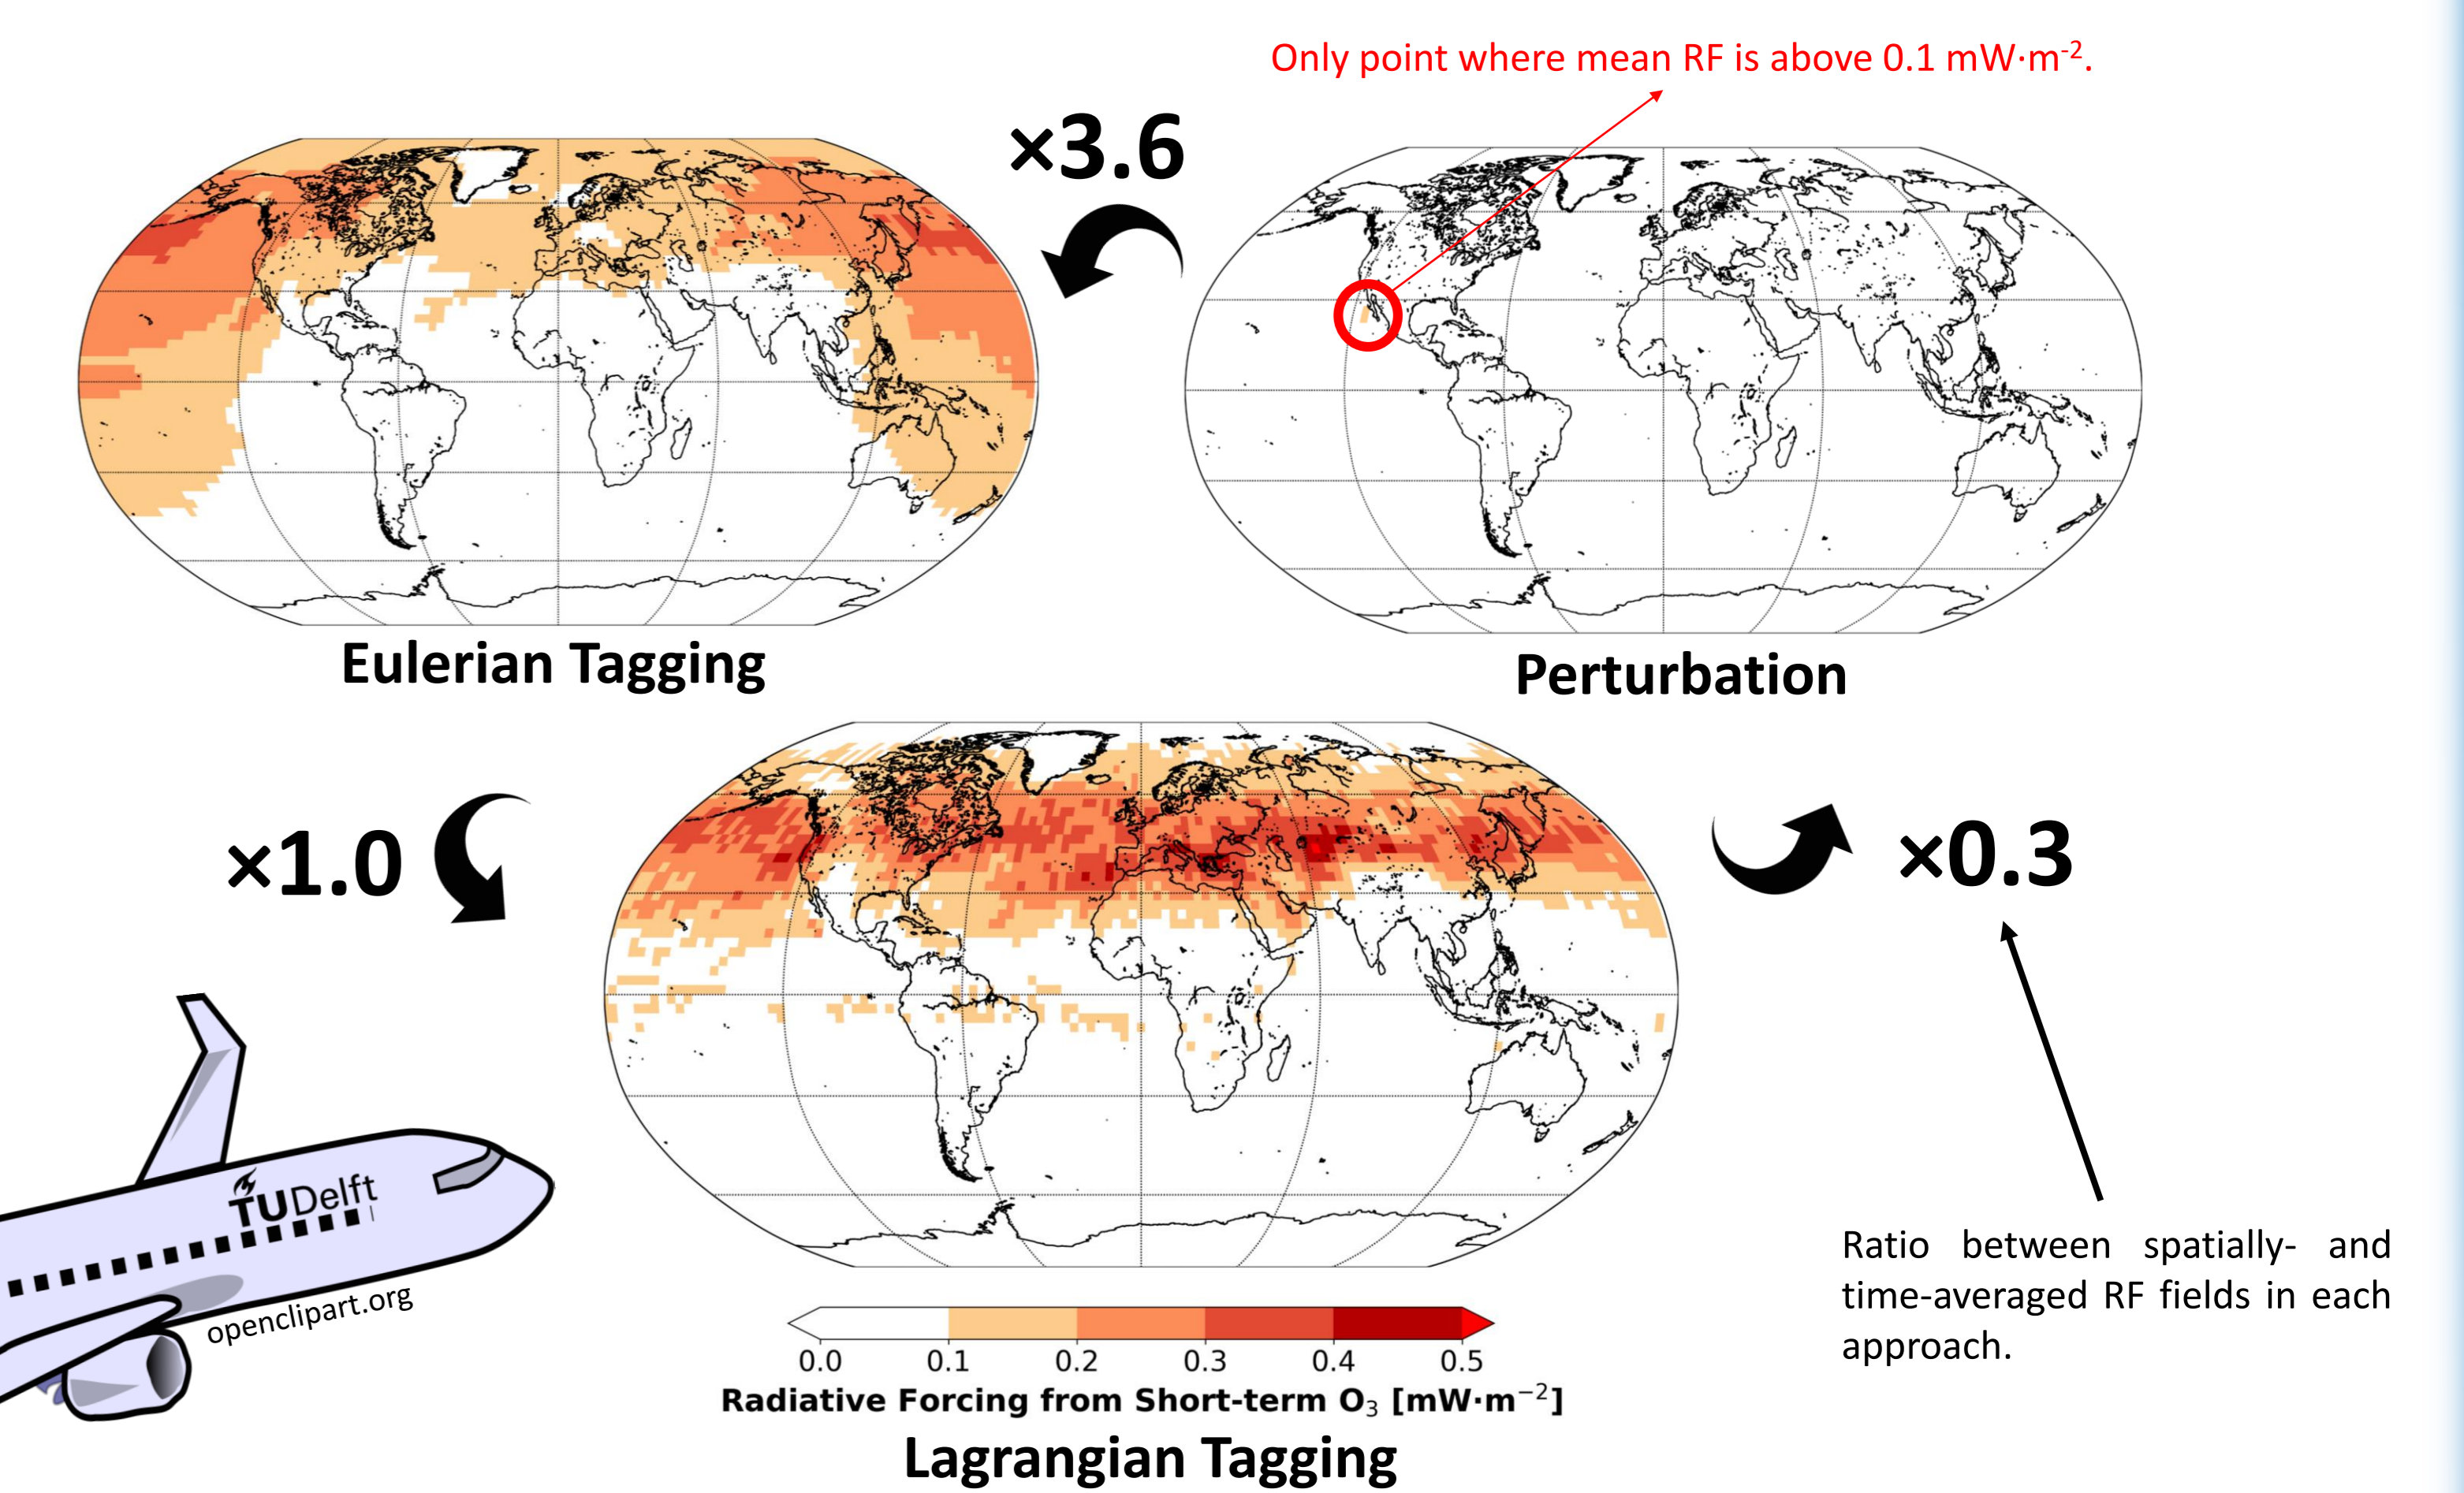 Only point where mean RF is above 0.1 mW·m⁻².
×3.6
Eulerian Tagging
Perturbation
×1.0
×0.3
TUDelft
openclipart.org
Ratio between spatially- and
time-averaged RF fields in each
approach.
0.0 0.1 0.2 0.3 0.4 0.5
Radiative Forcing from Short-term O₃ [mW·m⁻²]
Lagrangian Tagging